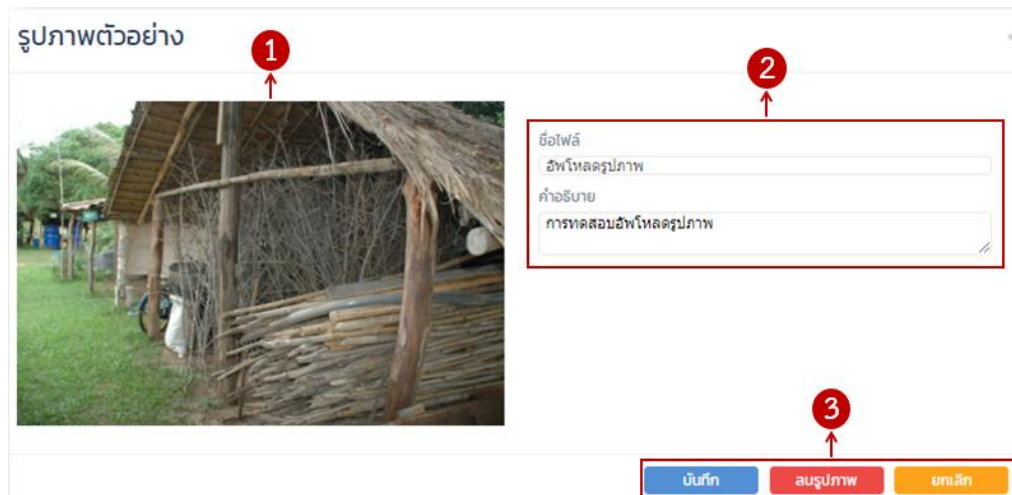 รูปภาพตัวอย่าง
1
2
ชื่อไฟล์
อัพโหลดรูปภาพ
คำอธิบาย
การทดสอบอัพโหลดรูปภาพ
3
บันทึก ลบรูปภาพ ยกเลิก